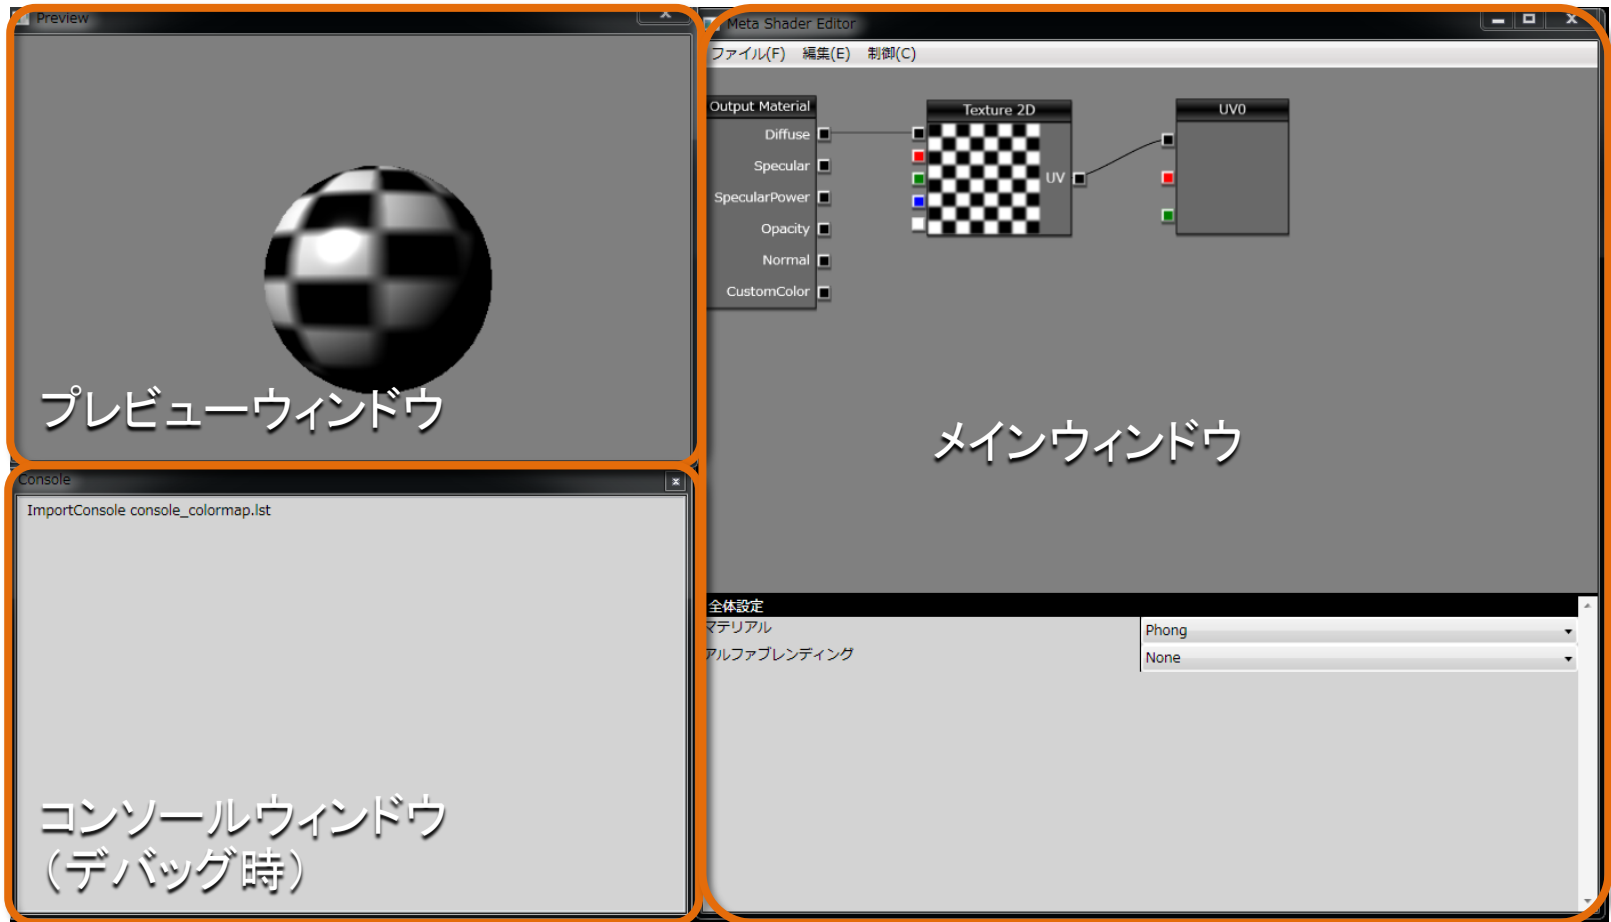 Preview
プレビューウィンドウ
Console
ImportConsole console_colormap.lst
コンソールウィンドウ
（デバッグ時）
Meta Shader Editor
ファイル(F) 編集(E) 制御(C)
Output Material
Diffuse
Specular
SpecularPower
Opacity
Normal
CustomColor
Texture 2D
UV
UV0
メインウィンドウ
全体設定
マテリアル Phong
アルファブレンディング None